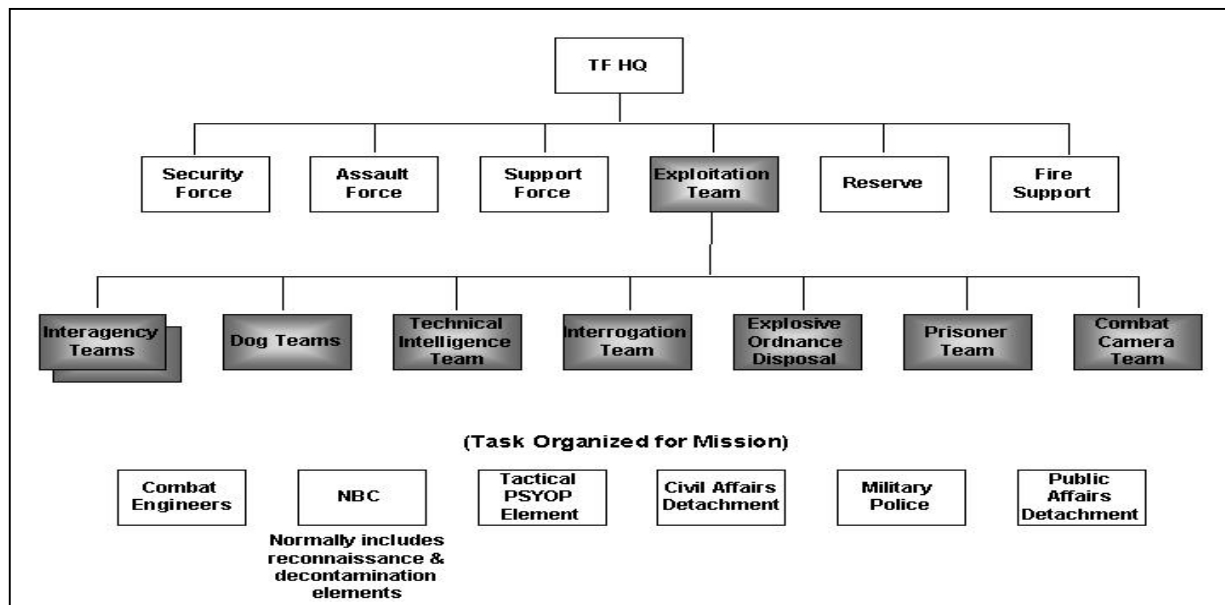 TF HQ
Security
Force
Assault
Force
Support
Force
Exploitation
Team
Reserve
Fire
Support
Interagency
Teams
Dog Teams
Technical
Intelligence
Team
Interrogation
Team
Explosive
Ordnance
Disposal
Prisoner
Team
Combat
Camera
Team
(Task Organized for Mission)
Combat
Engineers
NBC
Normally includes
reconnaissance &
decontamination
elements
Tactical
PSYOP
Element
Civil Affairs
Detachment
Military
Police
Public
Affairs
Detachment